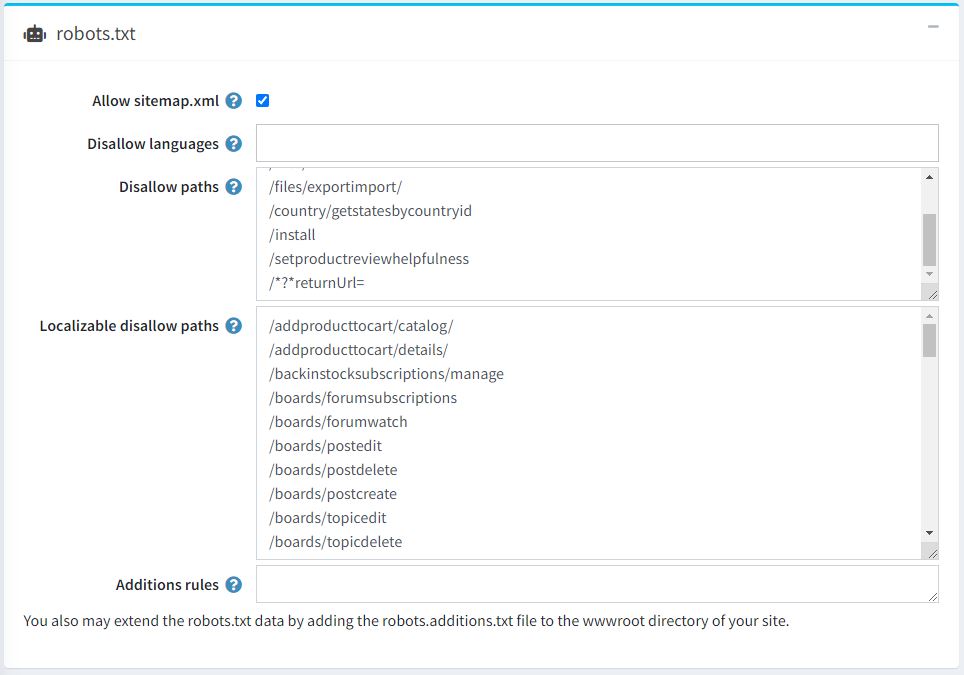 robots.txt
Allow sitemap.xml
Disallow languages
Disallow paths
/files/exportimport/
/country/getstatesbycountryid
/install
/setproductreviewhelpfulness
/*?*returnUrl=
Localizable disallow paths
/addproducttocart/catalog/
/addproducttocart/details/
/backinstocksubscriptions/manage
/boards/forumsubscriptions
/boards/forumwatch
/boards/postedit
/boards/postdelete
/boards/postcreate
/boards/topicedit
/boards/topicdelete
Additions rules
You also may extend the robots.txt data by adding the robots.additions.txt file to the wwwroot directory of your site.